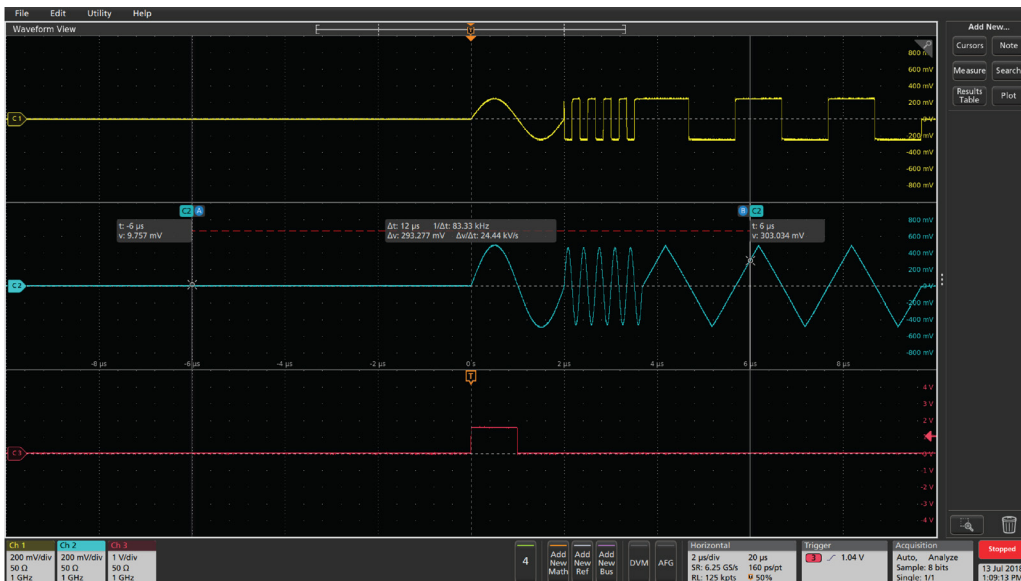 File Edit Utility Help
Waveform View
Add New...
Cursors Note
Measure Search
Results Table Plot
T
600 mV
400 mV
200 mV
C1
0 V
-200 mV
-400 mV
-600 mV
-800 mV
C2 A
B C2
t: -6 µs
v: 9.757 mV
Δt: 12 µs 1/Δt: 83.33 kHz
Δv: 293.277 mV Δv/Δt: 24.44 kV/s
t: 6 µs
v: 303.034 mV
800 mV
600 mV
400 mV
200 mV
C2
0 V
-200 mV
-400 mV
-600 mV
-800 mV
-8 µs -6 µs -4 µs -2 µs 0 s 2 µs 4 µs 6 µs 8 µs
T
4 V
3 V
2 V
C3
0 V
-1 V
-2 V
-3 V
-4 V
Ch 1
200 mV/div
50 Ω
1 GHz
Ch 2
200 mV/div
50 Ω
1 GHz
Ch 3
1 V/div
50 Ω
1 GHz
4
Add New Math
Add New Ref
Add New Bus
DVM
AFG
Horizontal
2 µs/div 20 µs
SR: 6.25 GS/s 160 ps/pt
RL: 125 kpts 50%
Trigger
3 1.04 V
Acquisition
Auto, Analyze
Sample: 8 bits
Single: 1/1
Stopped
13 Jul 2018
1:09:13 PM